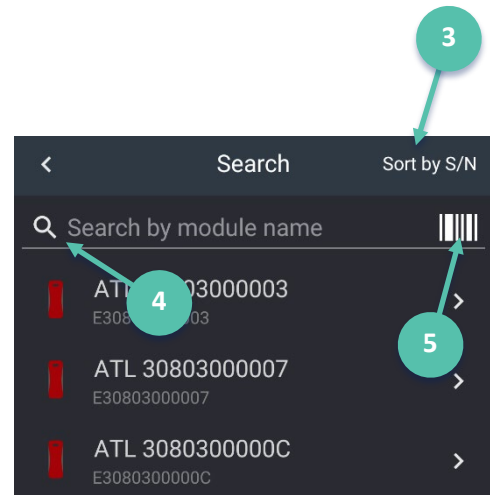 3
Search
Sort by S/N
Search by module name
03000003
4
E308
03
5
ATL 30803000007
E30803000007
ATL 3080300000C
E3080300000C